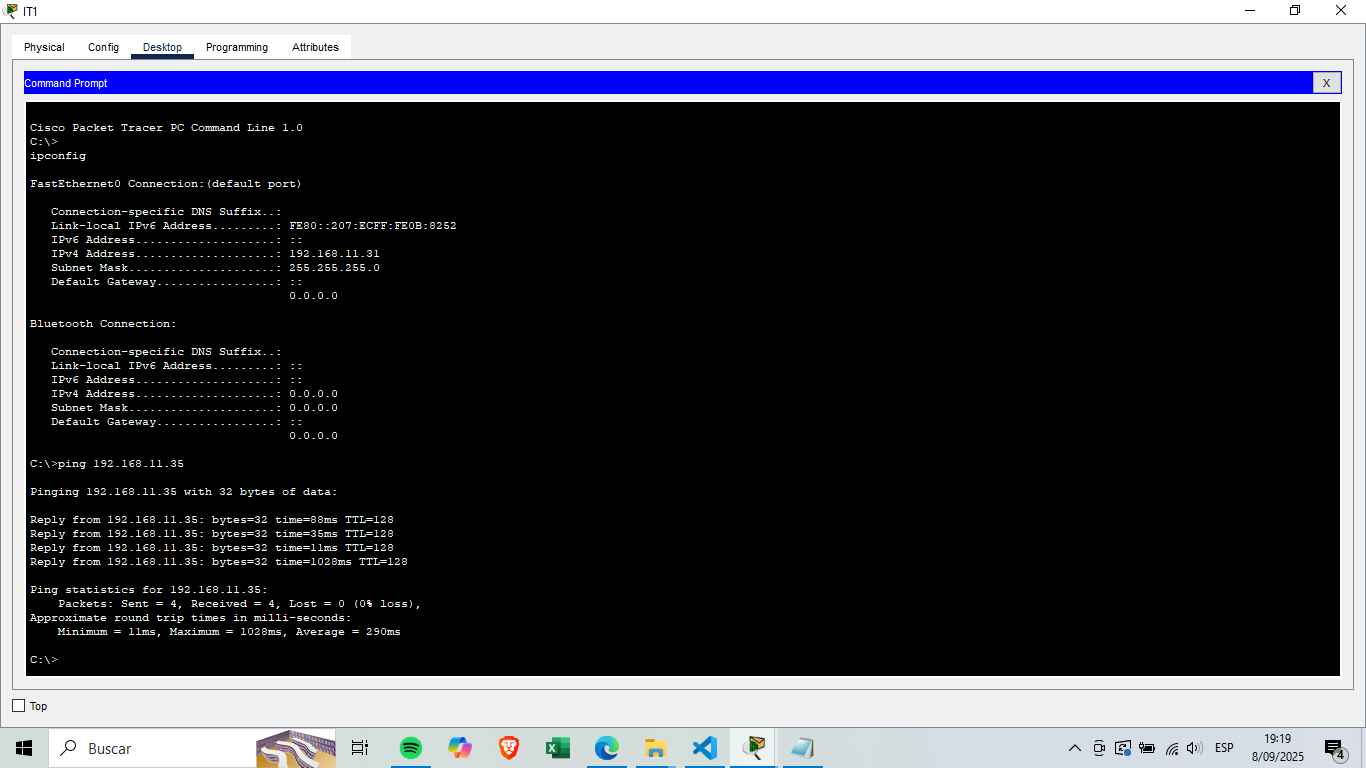 IT1
Physical Config Desktop Programming Attributes
Command Prompt X
Cisco Packet Tracer PC Command Line 1.0
C:\>
ipconfig
FastEthernet0 Connection:(default port)
Connection-specific DNS Suffix..:
Link-local IPv6 Address.........: FE80::207:ECFF:FE0B:8252
IPv6 Address....................: ::
IPv4 Address....................: 192.168.11.31
Subnet Mask.....................: 255.255.255.0
Default Gateway.................: ::
0.0.0.0
Bluetooth Connection:
Connection-specific DNS Suffix..:
Link-local IPv6 Address.........: ::
IPv6 Address....................: ::
IPv4 Address....................: 0.0.0.0
Subnet Mask.....................: 0.0.0.0
Default Gateway.................: ::
0.0.0.0
C:\>ping 192.168.11.35
Pinging 192.168.11.35 with 32 bytes of data:
Reply from 192.168.11.35: bytes=32 time=88ms TTL=128
Reply from 192.168.11.35: bytes=32 time=35ms TTL=128
Reply from 192.168.11.35: bytes=32 time=11ms TTL=128
Reply from 192.168.11.35: bytes=32 time=1028ms TTL=128
Ping statistics for 192.168.11.35:
Packets: Sent = 4, Received = 4, Lost = 0 (0% loss),
Approximate round trip times in milli-seconds:
Minimum = 11ms, Maximum = 1028ms, Average = 290ms
C:\>
Top
Buscar
ESP
19:19
8/09/2025
4